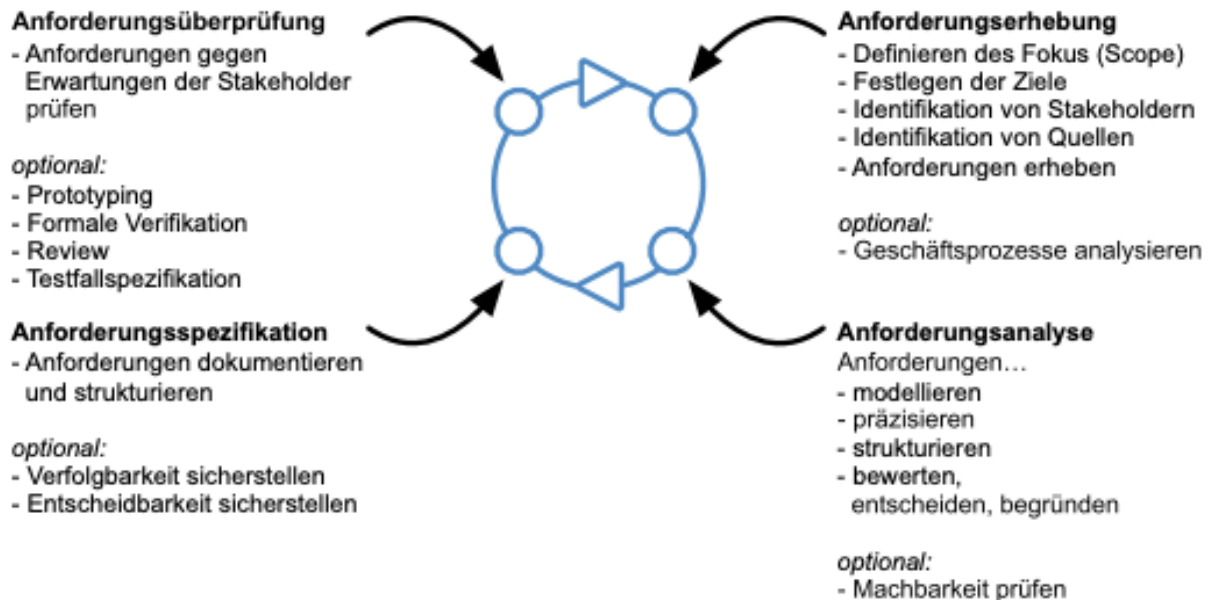 Anforderungsüberprüfung
- Anforderungen gegen
Erwartungen der Stakeholder
prüfen
optional:
- Prototyping
- Formale Verifikation
- Review
- Testfallspezifikation
Anforderungserhebung
- Definieren des Fokus (Scope)
- Festlegen der Ziele
- Identifikation von Stakeholdern
- Identifikation von Quellen
- Anforderungen erheben
optional:
- Geschäftsprozesse analysieren
Anforderungsspezifikation
- Anforderungen dokumentieren
und strukturieren
optional:
- Verfolgbarkeit sicherstellen
- Entscheidbarkeit sicherstellen
Anforderungsanalyse
Anforderungen…
- modellieren
- präzisieren
- strukturieren
- bewerten,
entscheiden, begründen
optional:
- Machbarkeit prüfen